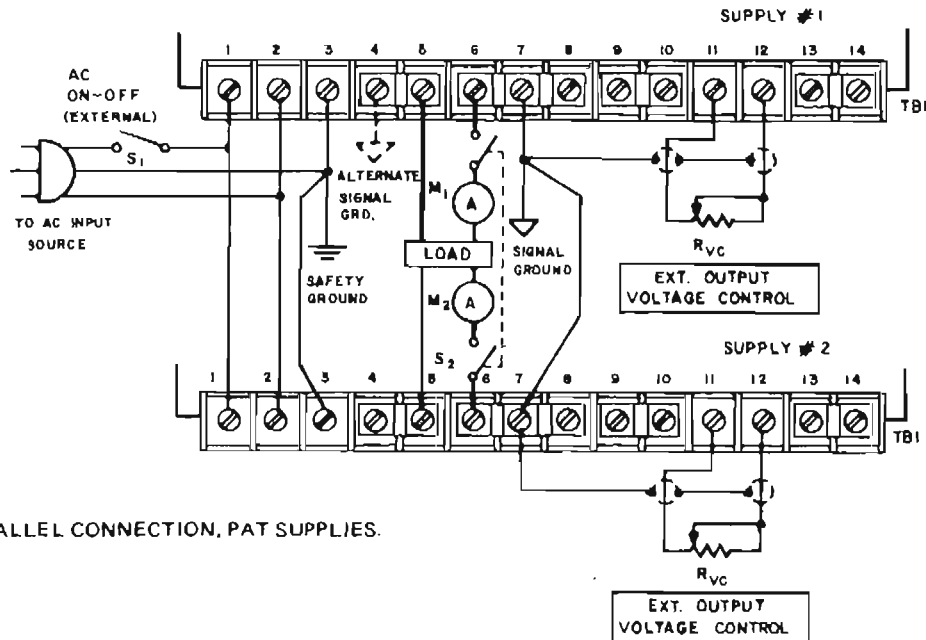 SUPPLY #1
1 2 3 4 5 6 7 8 9 10 11 12 13 14
TB1
AC
ON~OFF
(EXTERNAL)
S1
TO AC INPUT
SOURCE
ALTERNATE
SIGNAL
GRD.
SAFETY
GROUND
M1
A
LOAD
M2
A
S2
SIGNAL
GROUND
RVC
EXT. OUTPUT
VOLTAGE CONTROL
SUPPLY #2
1 2 3 4 5 6 7 8 9 10 11 12 13 14
TB1
RVC
EXT. OUTPUT
VOLTAGE CONTROL
ALLEL CONNECTION, PAT SUPPLIES.